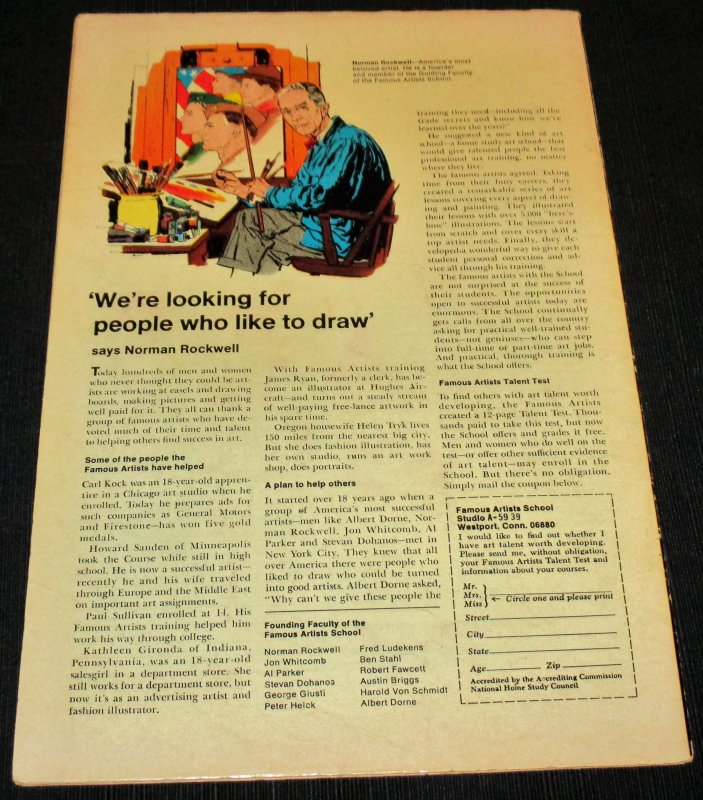 Norman Rockwell—America's most
beloved artist. He is a founder
and member of the Guiding Faculty
of the Famous Artists School.
'We're looking for
people who like to draw'
says Norman Rockwell
Today hundreds of men and women
who never thought they could be art-
ists are working at easels and drawing
boards, making pictures and getting
well paid for it. They all can thank a
group of famous artists who have de-
voted much of their time and talent
to helping others find success in art.
Some of the people the
Famous Artists have helped
Carl Kock was an 18-year-old appren-
tice in a Chicago art studio when he
enrolled. Today he prepares ads for
such companies as General Motors
and Firestone—has won five gold
medals.
Howard Sanden of Minneapolis
took the Course while still in high
school. He is now a successful artist—
recently he and his wife traveled
through Europe and the Middle East
on important art assignments.
Paul Sullivan enrolled at 14. His
Famous Artists training helped him
work his way through college.
Kathleen Gironda of Indiana,
Pennsylvania, was an 18-year-old
salesgirl in a department store. She
still works for a department store, but
now it's as an advertising artist and
fashion illustrator.
With Famous Artists training
James Ryan, formerly a clerk, has be-
come an illustrator at Hughes Air-
craft—and turns out a steady stream
of well-paying free-lance artwork in
his spare time.
Oregon housewife Helen Tryk lives
150 miles from the nearest big city.
But she does fashion illustration, has
her own studio, runs an art work
shop, does portraits.
A plan to help others
It started over 18 years ago when a
group of America's most successful
artists—men like Albert Dorne, Nor-
man Rockwell, Jon Whitcomb, Al
Parker and Stevan Dohanos—met in
New York City. They knew that all
over America there were people who
liked to draw who could be turned
into good artists. Albert Dorne asked,
"Why can't we give these people the
Founding Faculty of the
Famous Artists School
Norman Rockwell
Jon Whitcomb
Al Parker
Stevan Dohanos
George Giusti
Peter Helck
Fred Ludekens
Ben Stahl
Robert Fawcett
Austin Briggs
Harold Von Schmidt
Albert Dorne
training they need—including all the
trade secrets and know how we've
learned over the years?"
He suggested a new kind of art
school—a home study art school—that
would give talented people the best
professional art training, no matter
where they live.
The famous artists agreed. Taking
time from their busy careers, they
created a remarkable series of art
lessons covering every aspect of draw-
ing and painting. They illustrated
their lessons with over 5,000 "here's-
how" illustrations. The lessons start
from scratch and cover every skill a
top artist needs. Finally, they de-
veloped a wonderful way to give each
student personal correction and ad-
vice all through his training.
The famous artists with the School
are not surprised at the success of
their students. The opportunities
open to successful artists today are
enormous. The School continually
gets calls from all over the country
asking for practical well-trained stu-
dents—not geniuses—who can step
into full-time or part-time art jobs.
And practical, thorough training is
what the School offers.
Famous Artists Talent Test
To find others with art talent worth
developing, the Famous Artists
created a 12-page Talent Test. Thou-
sands paid to take this test, but now
the School offers and grades it free.
Men and women who do well on the
test—or offer other sufficient evidence
of art talent—may enroll in the
School. But there's no obligation.
Simply mail the coupon below.
Famous Artists School
Studio A-5939
Westport, Conn. 06880
I would like to find out whether I
have art talent worth developing.
Please send me, without obligation,
your Famous Artists Talent Test and
information about your courses.
Mr.
Mrs. ← Circle one and please print
Miss
Street
City
State
Age Zip
Accredited by the Accrediting Commission
National Home Study Council